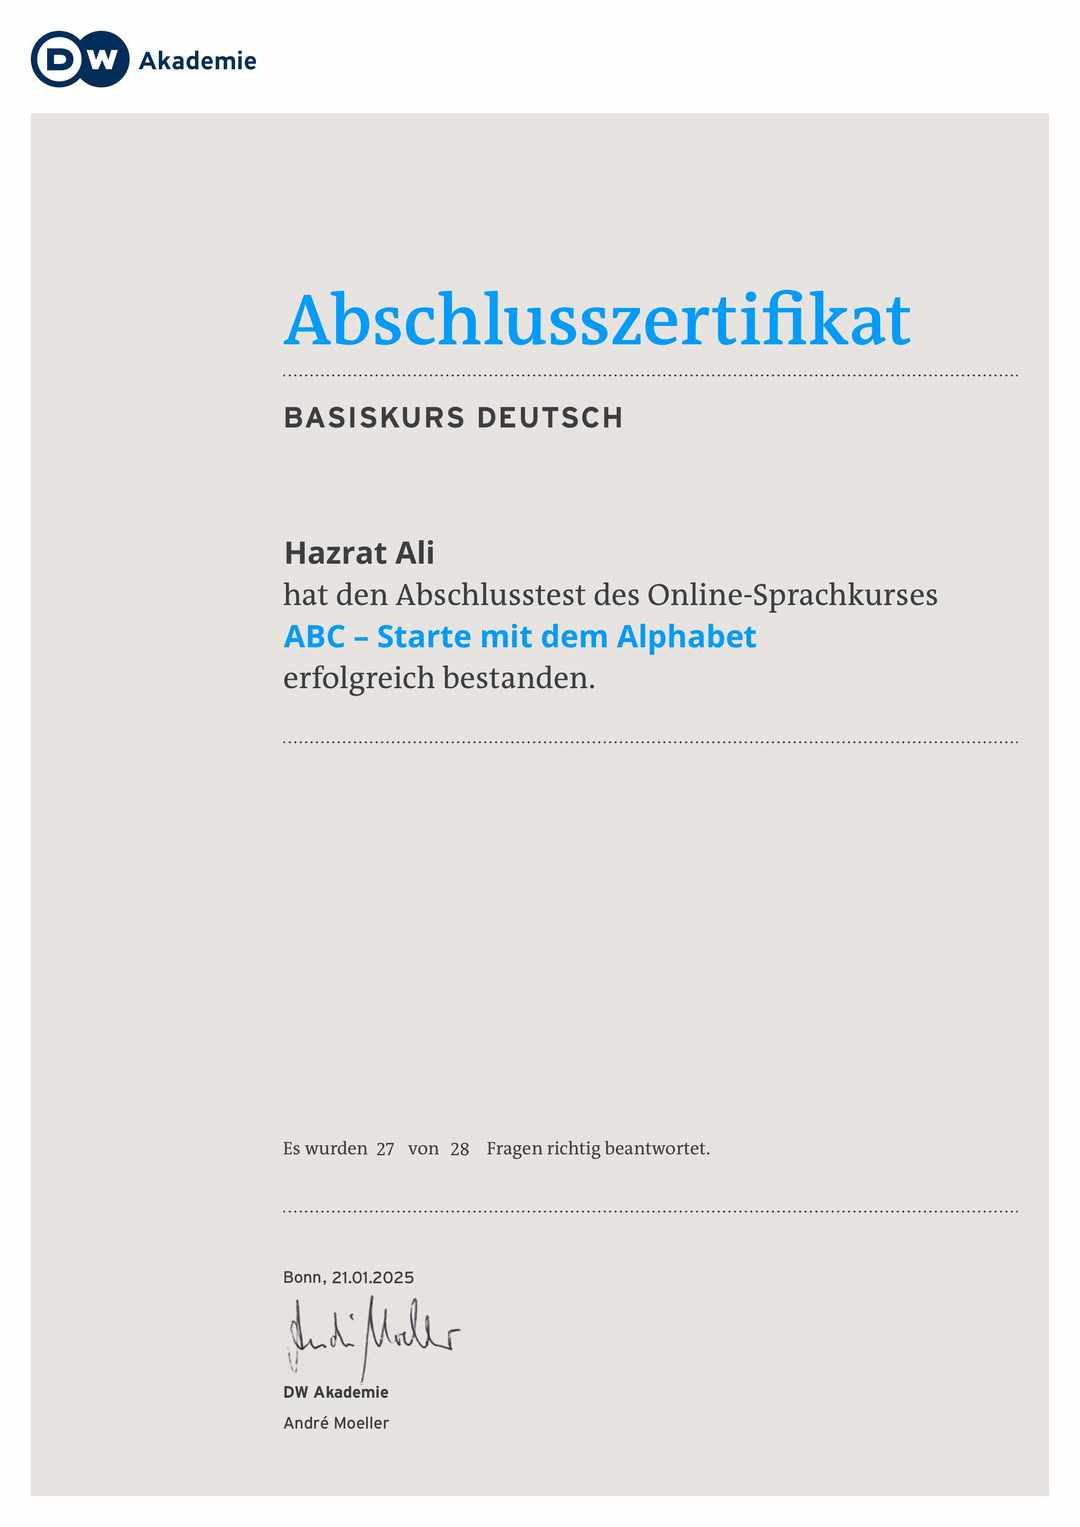 DW Akademie
Abschlusszertifikat
BASISKURS DEUTSCH
Hazrat Ali
hat den Abschlusstest des Online-Sprachkurses
ABC – Starte mit dem Alphabet
erfolgreich bestanden.
Es wurden 27 von 28 Fragen richtig beantwortet.
Bonn, 21.01.2025
André Moeller
DW Akademie
André Moeller